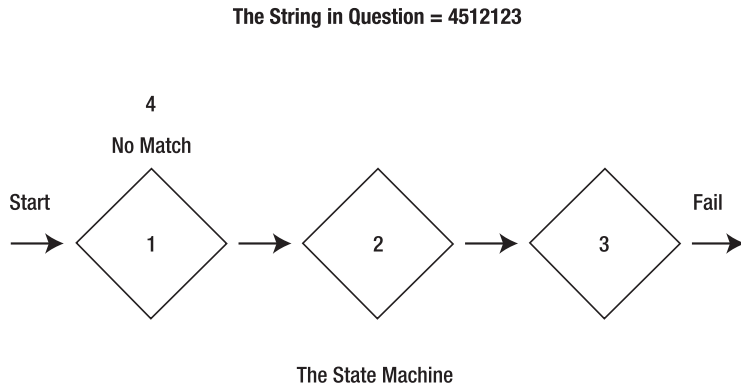 The String in Question = 4512123
4
No Match
Start
Fail
1
2
3
The State Machine